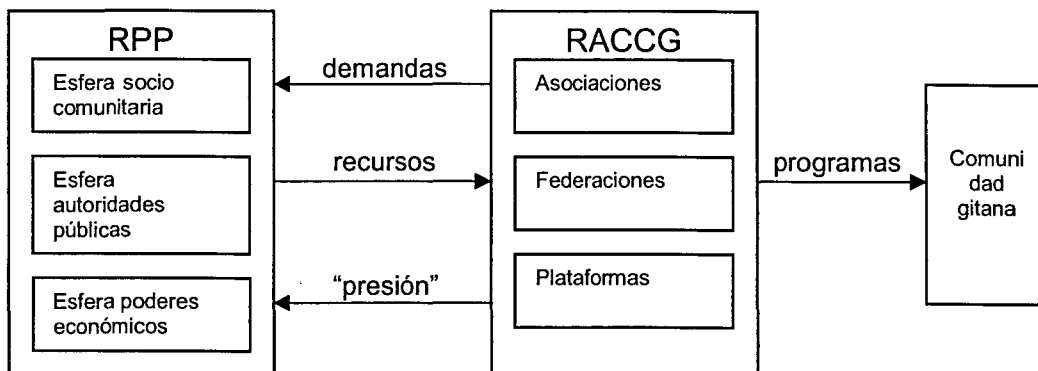 RPP
Esfera socio
comunitaria
Esfera
autoridades
públicas
Esfera poderes
económicos
demandas
recursos
“presión”
RACCG
Asociaciones
Federaciones
Plataformas
programas
Comuni
dad
gitana